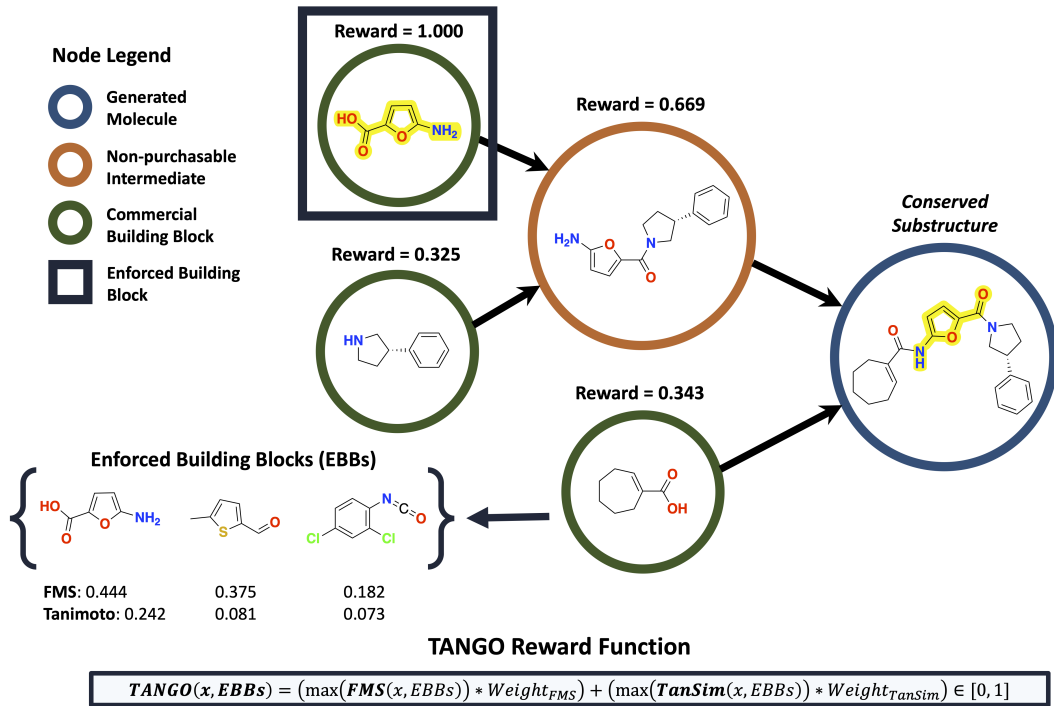 Node Legend
Generated
Molecule
Non-purchasable
Intermediate
Commercial
Building Block
Enforced Building
Block
Reward = 1.000
HO
O
O
NH2
Reward = 0.325
HN
Reward = 0.669
H2N
O
N
O
Reward = 0.343
O
OH
Conserved
Substructure
O
O
N
O
N
H
Enforced Building Blocks (EBBs)
HO
O
O
NH2
S
O
N
C
O
Cl
Cl
FMS: 0.444 0.375 0.182
Tanimoto: 0.242 0.081 0.073
TANGO Reward Function
TANGO(x, EBBs) = (max(FMS(x, EBBs)) * Weight_FMS) + (max(TanSim(x, EBBs)) * Weight_TanSim) ∈ [0, 1]